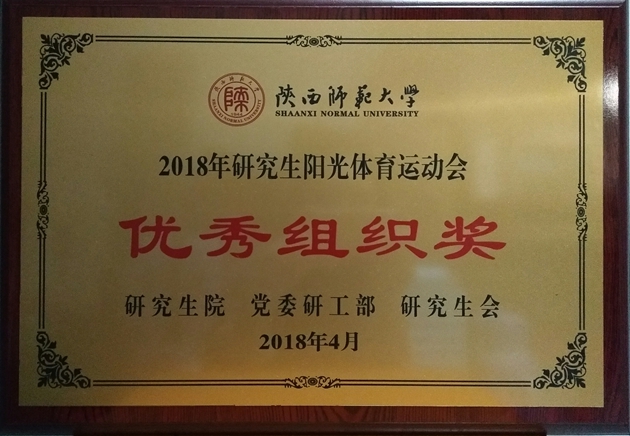 陕西师范大学
SHAANXI NORMAL UNIVERSITY
2018年研究生阳光体育运动会
优秀组织奖
研究生院 党委研工部 研究生会
2018年4月